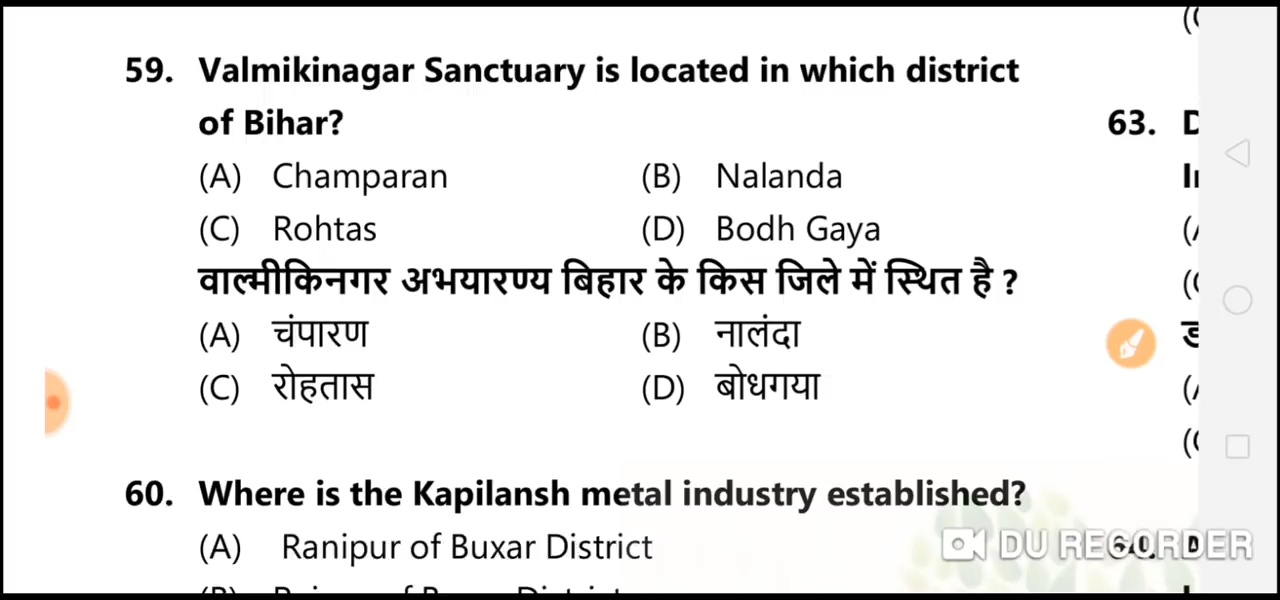 59. Valmikinagar Sanctuary is located in which district
of Bihar?
(A) Champaran (B) Nalanda
(C) Rohtas (D) Bodh Gaya
वाल्मीकिनगर अभयारण्य बिहार के किस जिले में स्थित है ?
(A) चंपारण (B) नालंदा
(C) रोहतास (D) बोधगया
60. Where is the Kapilansh metal industry established?
(A) Ranipur of Buxar District
63.
DU RECORDER